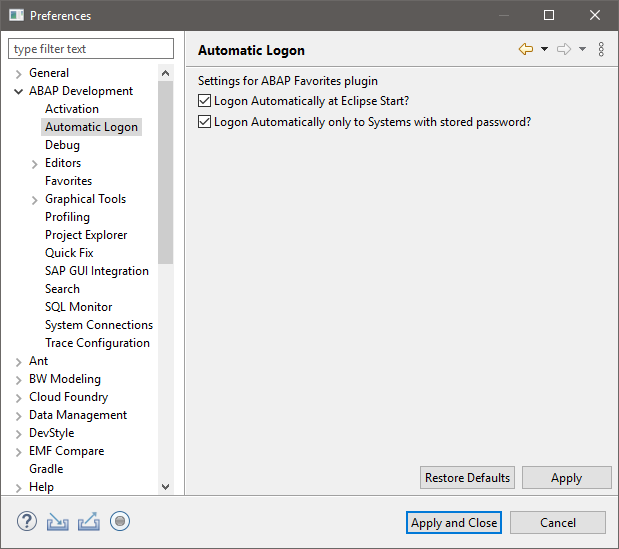 Preferences
type filter text
General
ABAP Development
Activation
Automatic Logon
Debug
Editors
Favorites
Graphical Tools
Profiling
Project Explorer
Quick Fix
SAP GUI Integration
Search
SQL Monitor
System Connections
Trace Configuration
Ant
BW Modeling
Cloud Foundry
Data Management
DevStyle
EMF Compare
Gradle
Help
Automatic Logon
Settings for ABAP Favorites plugin
Logon Automatically at Eclipse Start?
Logon Automatically only to Systems with stored password?
Restore Defaults
Apply
Apply and Close
Cancel